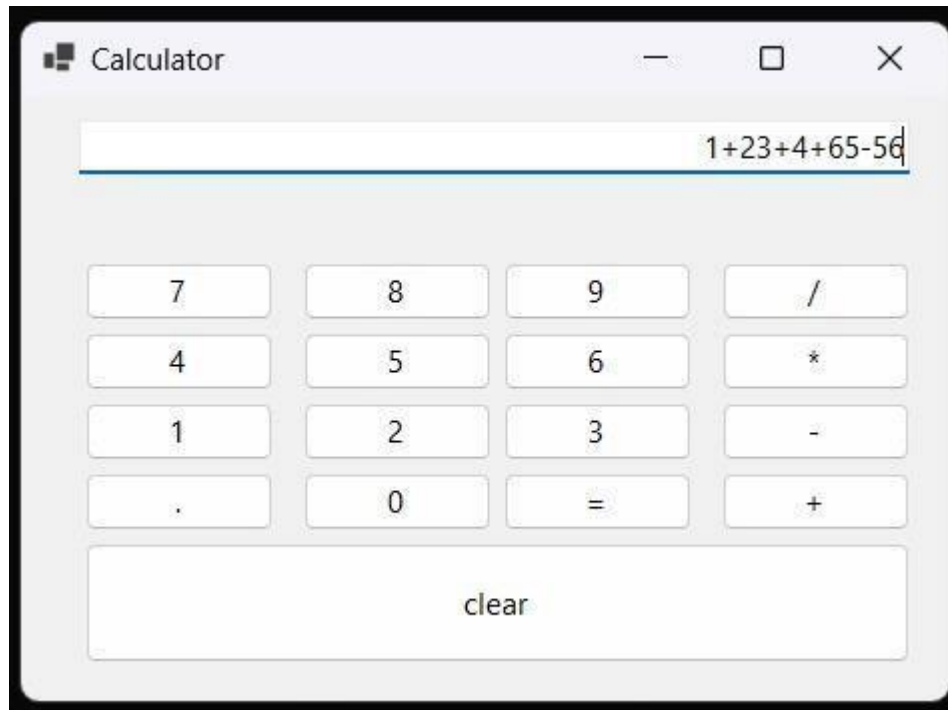 Calculator
1+23+4+65-56
7 8 9 /
4 5 6 *
1 2 3 -
. 0 = +
clear